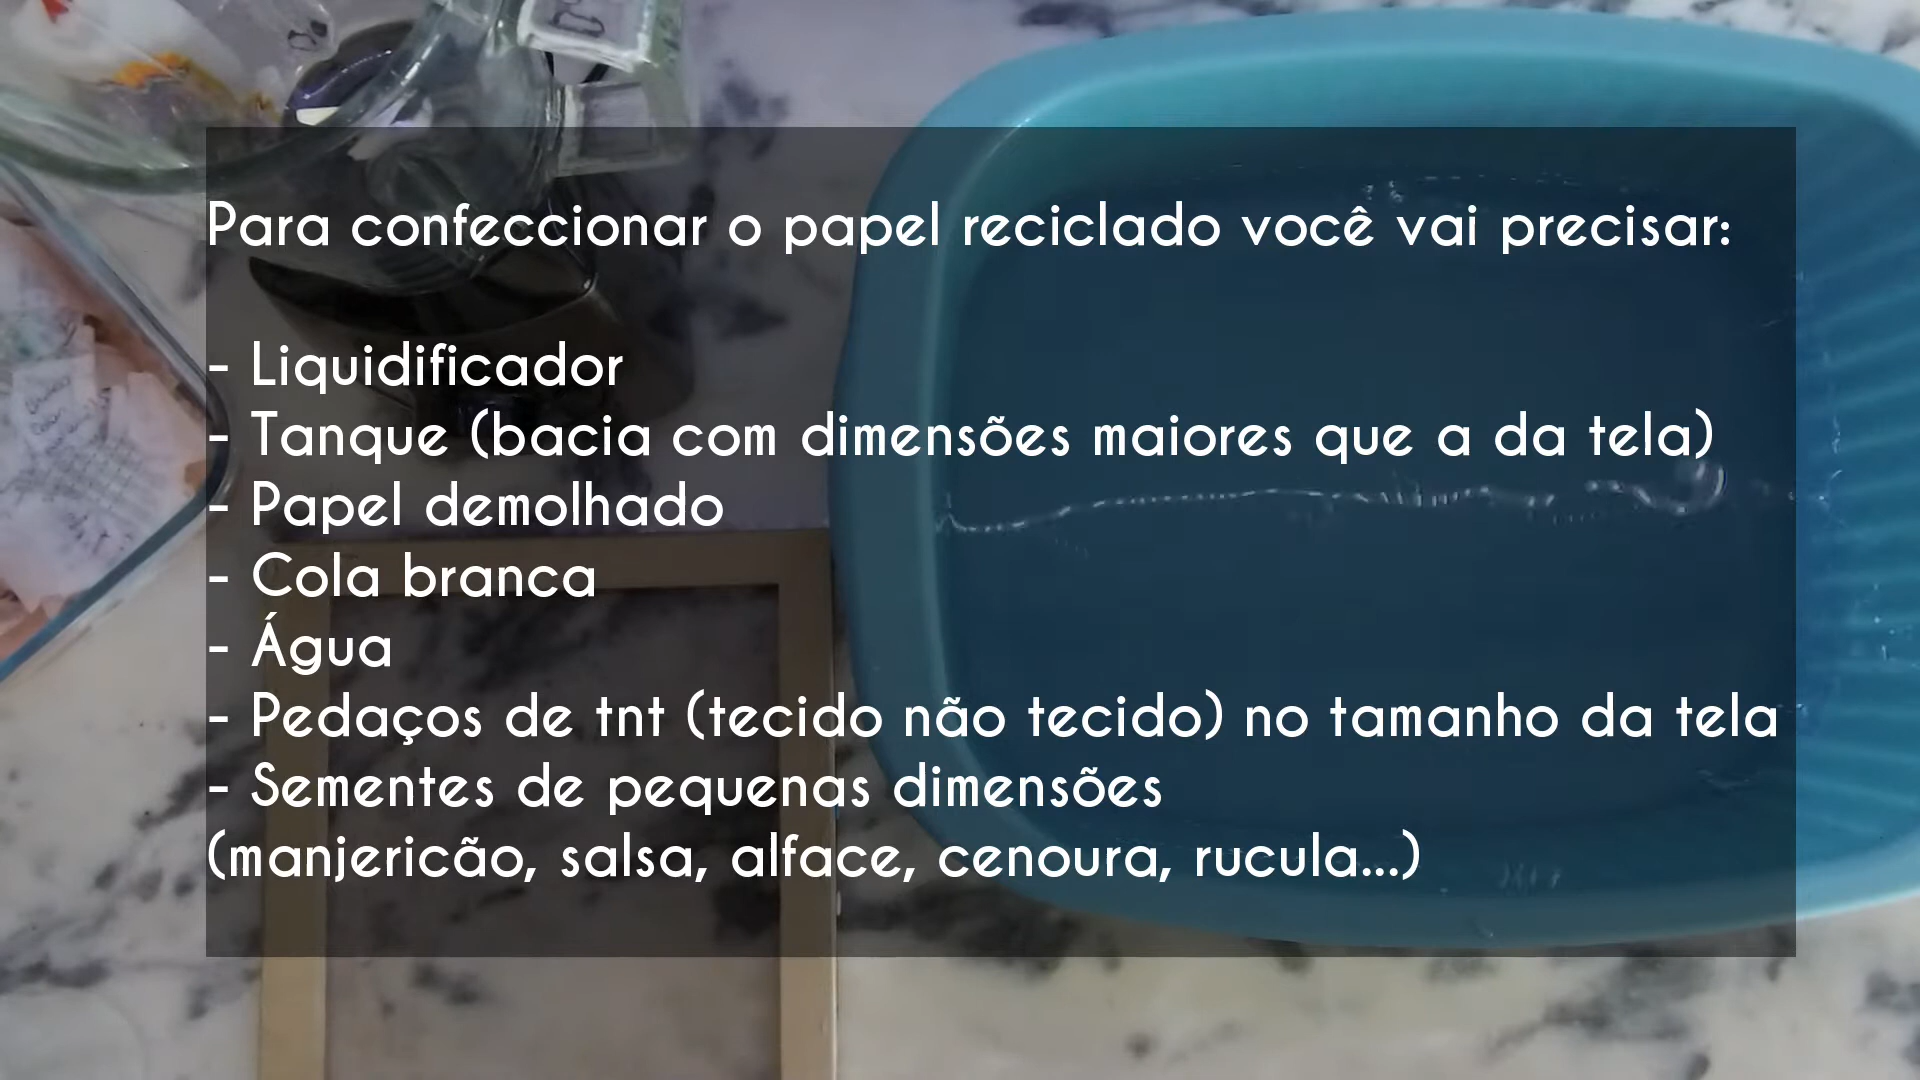 Para confeccionar o papel reciclado você vai precisar:
- Liquidificador
- Tanque (bacia com dimensões maiores que a da tela)
- Papel demolhado
- Cola branca
- Água
- Pedaços de tnt (tecido não tecido) no tamanho da tela
- Sementes de pequenas dimensões
(manjericão, salsa, alface, cenoura, rucula...)